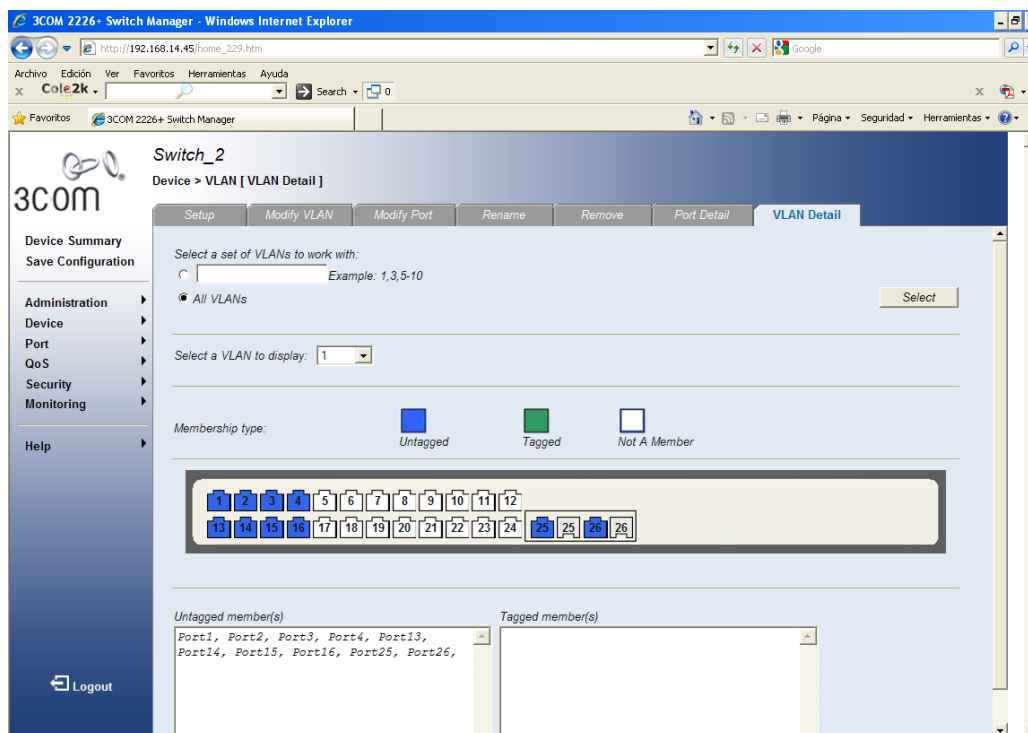 3COM 2226+ Switch Manager - Windows Internet Explorer
http://192.168.14.45/home_229.htm
Google
Archivo Edición Ver Favoritos Herramientas Ayuda
x Cole2k Search 0 x
Favoritos 3COM 2226+ Switch Manager Página Seguridad Herramientas
3COM
Switch_2
Device > VLAN [ VLAN Detail ]
Setup Modify VLAN Modify Port Rename Remove Port Detail VLAN Detail
Device Summary
Save Configuration
Administration
Device
Port
QoS
Security
Monitoring
Help
Logout
Select a set of VLANs to work with:
Example: 1,3,5-10
All VLANs
Select
Select a VLAN to display: 1
Membership type:
Untagged Tagged Not A Member
1 2 3 4 5 6 7 8 9 10 11 12
13 14 15 16 17 18 19 20 21 22 23 24 25 25 26 26
Untagged member(s)
Port1, Port2, Port3, Port4, Port13,
Port14, Port15, Port16, Port25, Port26,
Tagged member(s)